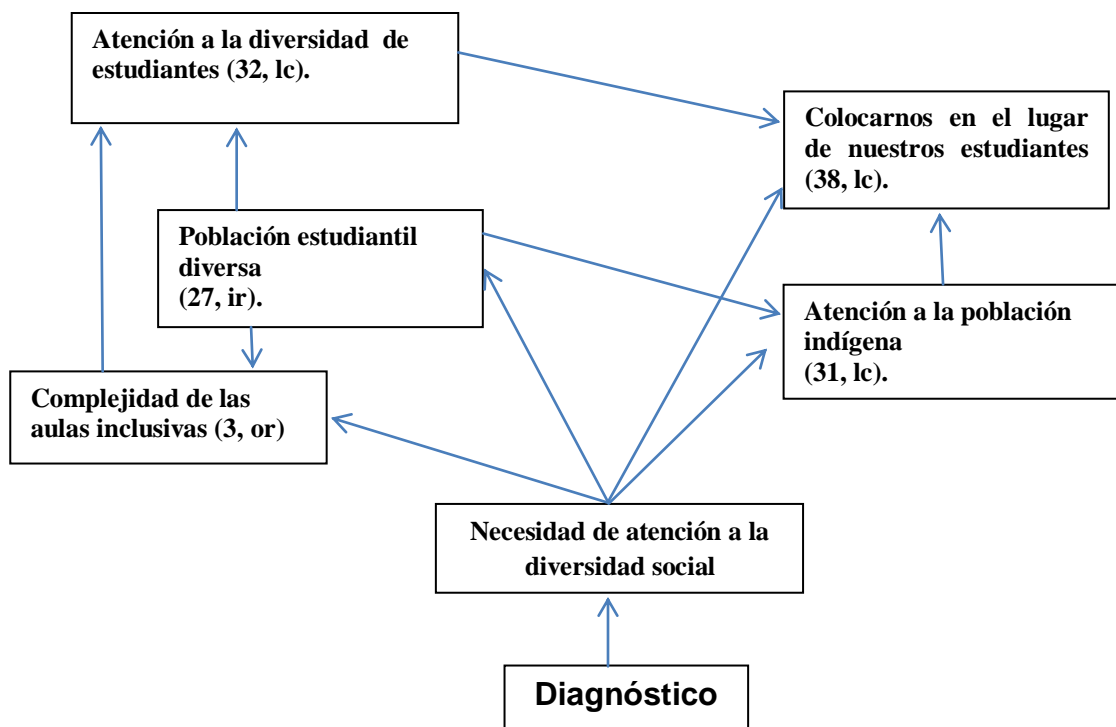 Atención a la diversidad de
estudiantes (32, lc).
Colocarnos en el lugar
de nuestros estudiantes
(38, lc).
Población estudiantil
diversa
(27, ir).
Atención a la población
indígena
(31, lc).
Complejidad de las
aulas inclusivas (3, or)
Necesidad de atención a la
diversidad social
Diagnóstico